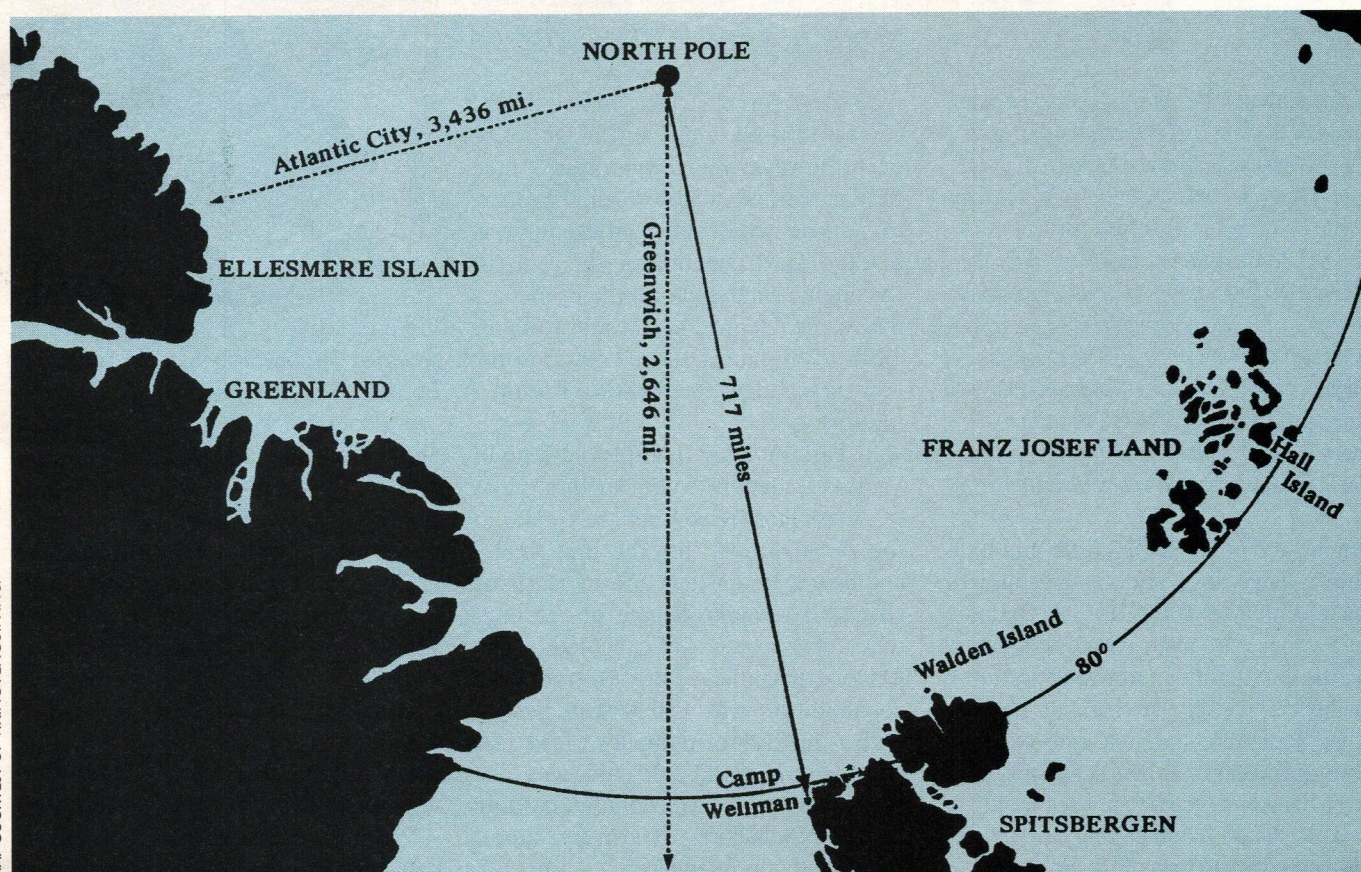 NORTH POLE
Atlantic City, 3,436 mi.
Greenwich, 2,646 mi.
717 miles
ELLESMERE ISLAND
GREENLAND
FRANZ JOSEF LAND
Hall
Island
Walden Island
80º
Camp
Wellman
SPITSBERGEN